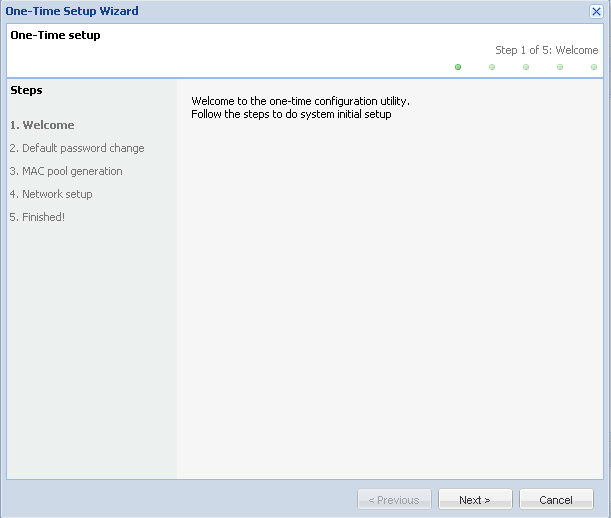 One-Time Setup Wizard
One-Time setup
Step 1 of 5: Welcome
Steps
1. Welcome
2. Default password change
3. MAC pool generation
4. Network setup
5. Finished!
Welcome to the one-time configuration utility.
Follow the steps to do system initial setup
< Previous
Next >
Cancel